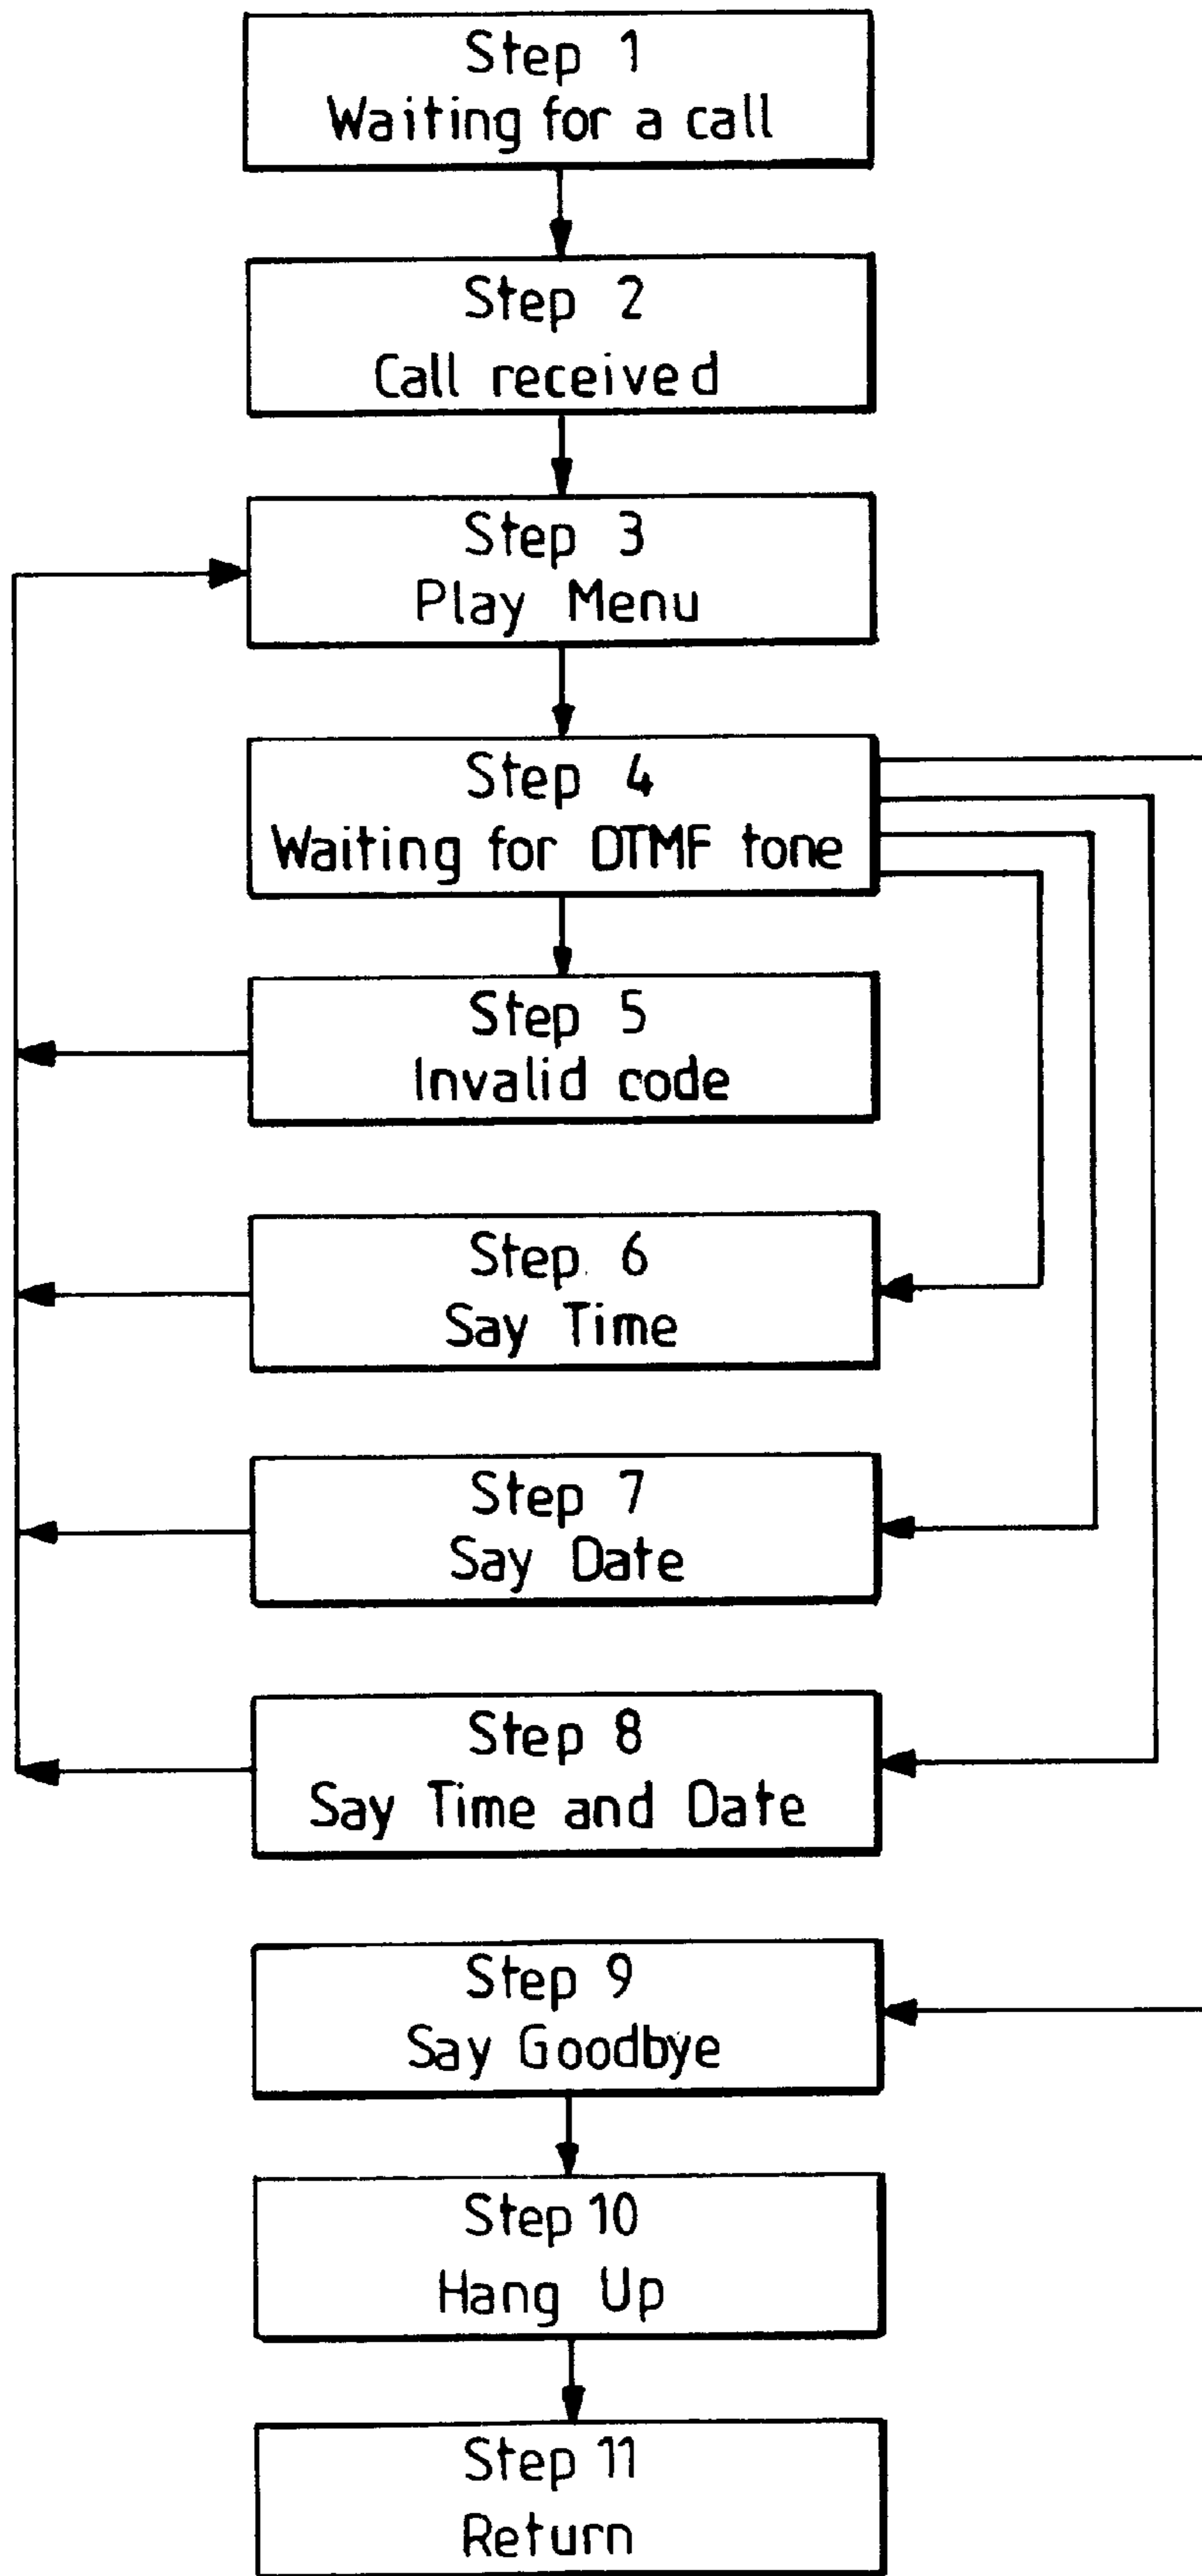 Step 1
Waiting for a call
Step 2
Call received
Step 3
Play Menu
Step 4
Waiting for DTMF tone
Step 5
Invalid code
Step 6
Say Time
Step 7
Say Date
Step 8
Say Time and Date
Step 9
Say Goodbye
Step 10
Hang Up
Step 11
Return